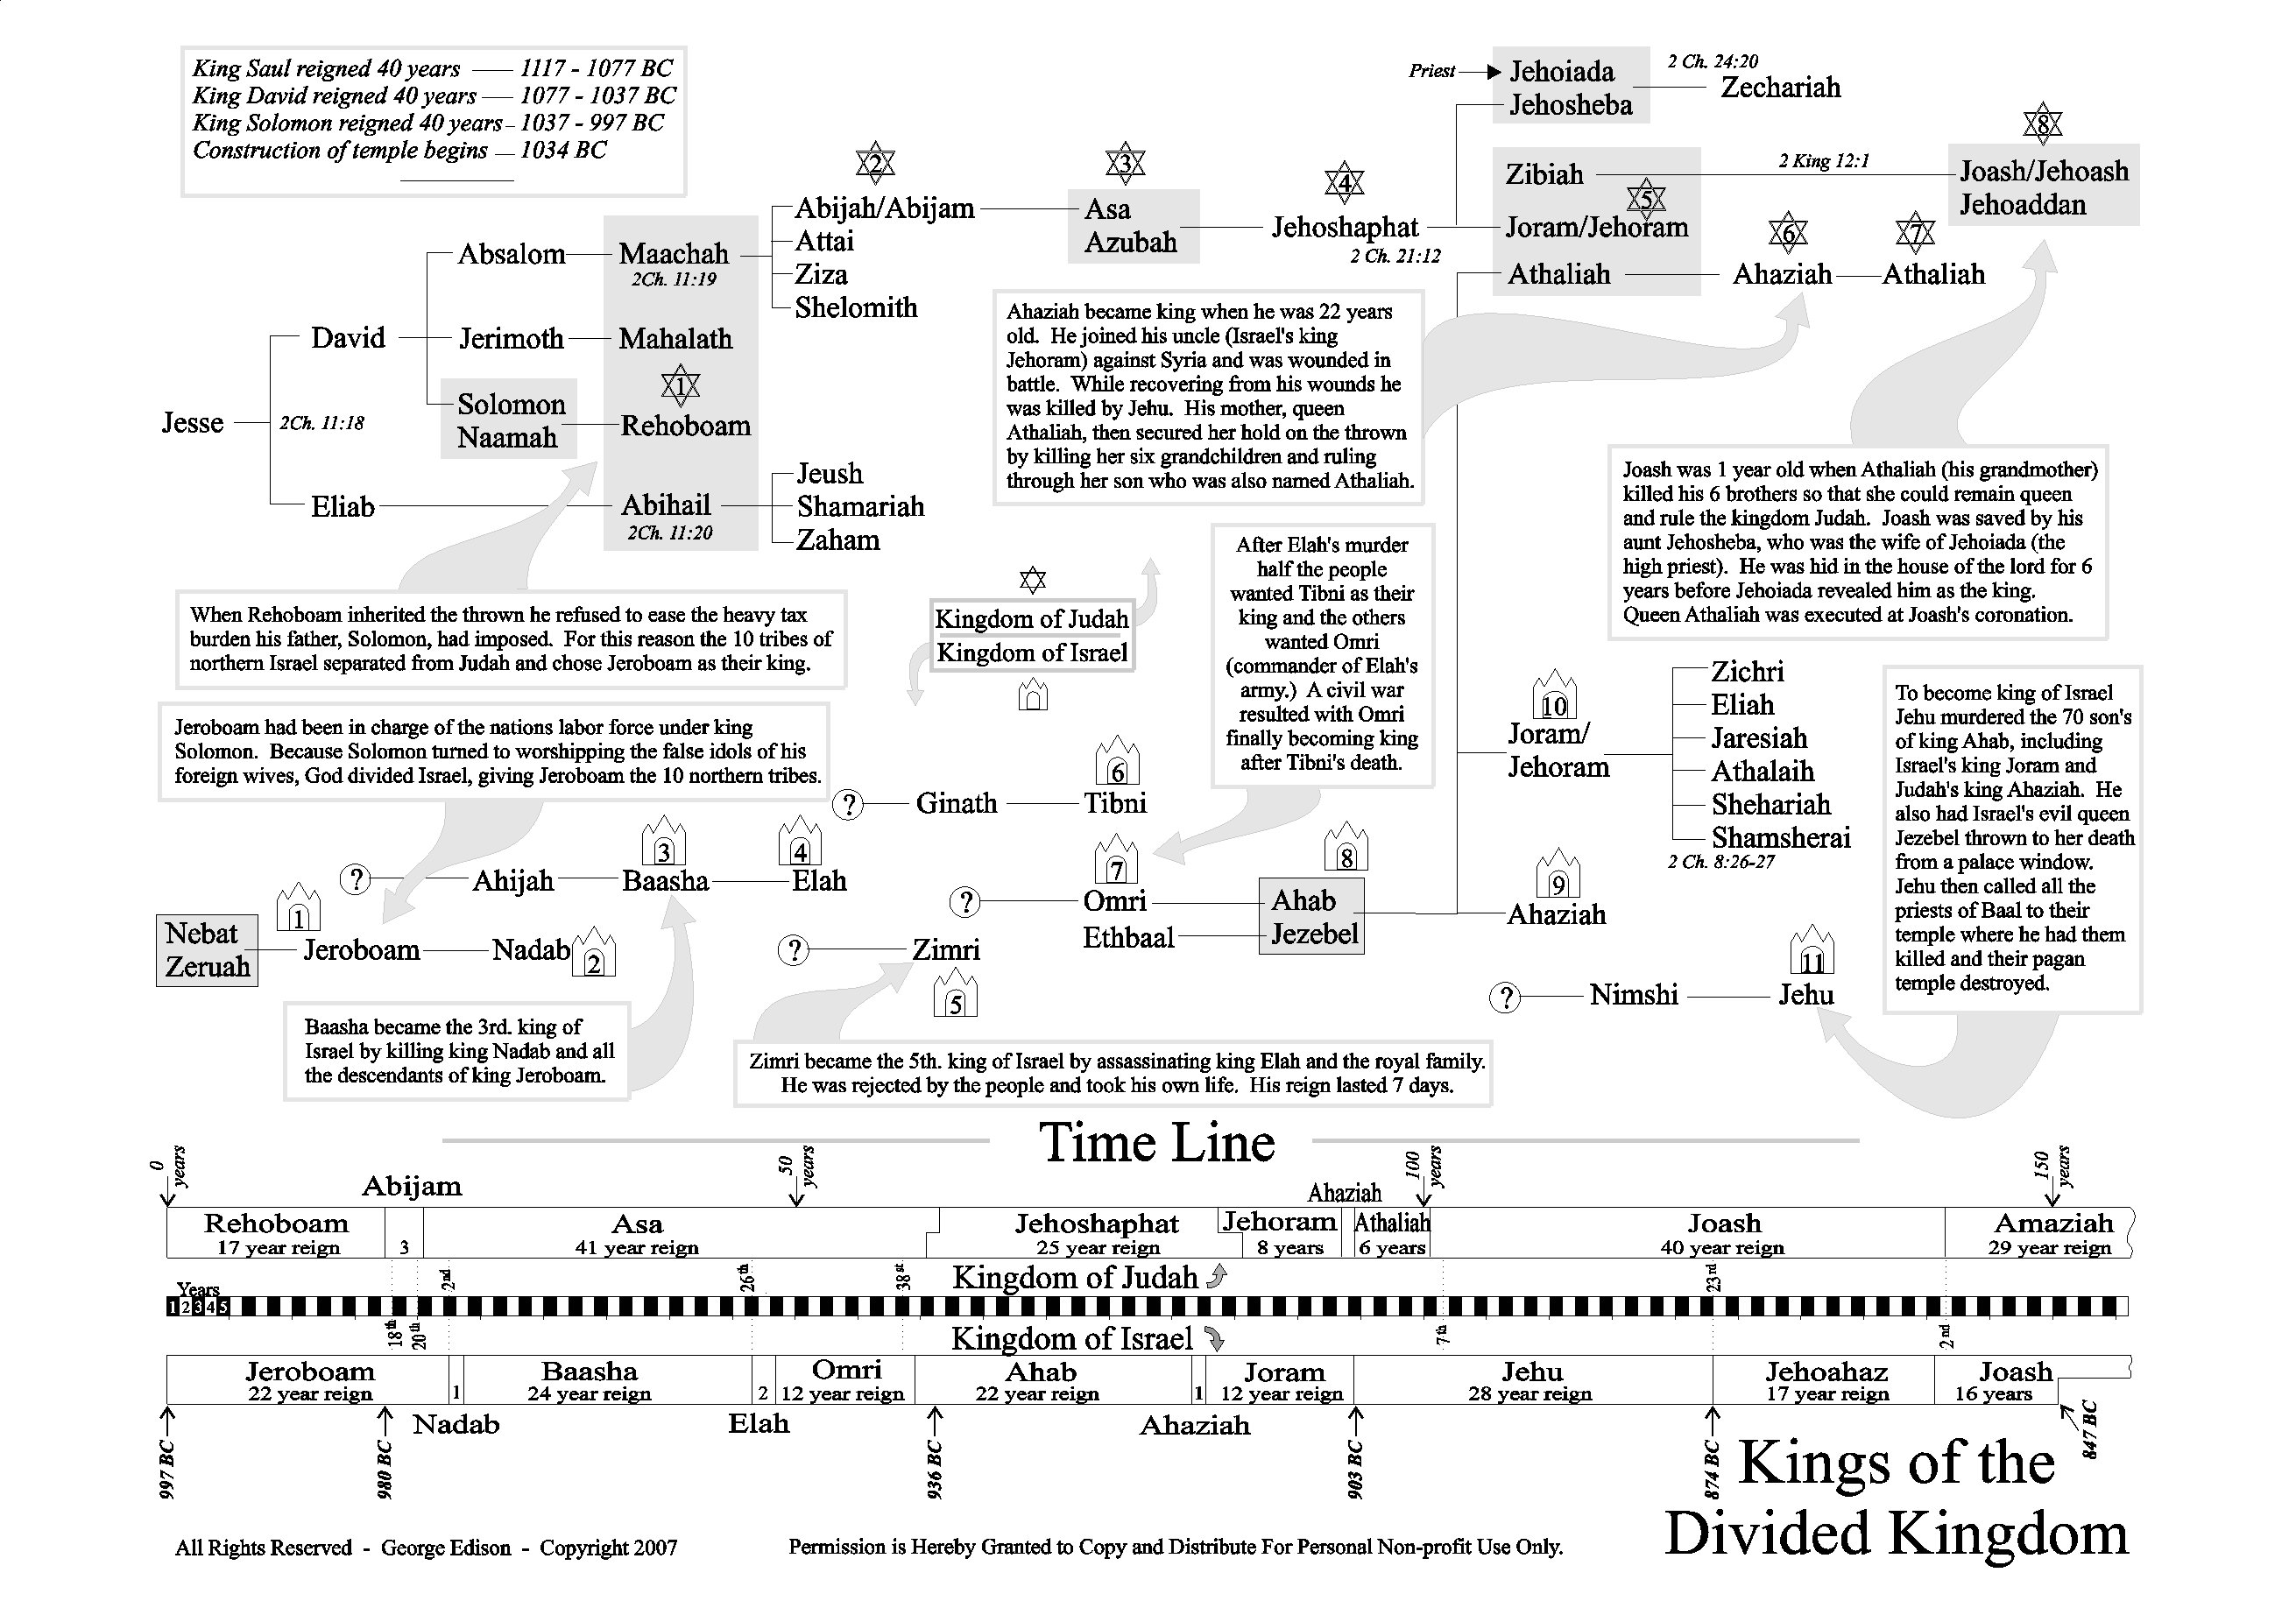 King Saul reigned 40 years 1117 - 1077 BC
King David reigned 40 years 1077 - 1037 BC
King Solomon reigned 40 years 1037 - 997 BC
Construction of temple begins 1034 BC
Priest
Jehoiada
Jehosheba
2 Ch. 24:20
Zechariah
2
3
4
8
Zibiah
2 King 12:1
Joash/Jehoash
Jehoaddan
5
Joram/Jehoram
6
7
Athaliah
Ahaziah
Athaliah
Abijah/Abijam
Attai
Ziza
Shelomith
Asa
Azubah
Jehoshaphat
2 Ch. 21:12
Absalom
Maachah
2Ch. 11:19
David
Jerimoth
Mahalath
1
Solomon
Naamah
Rehoboam
Jesse
2Ch. 11:18
Eliab
Abihail
2Ch. 11:20
Jeush
Shamariah
Zaham
Ahaziah became king when he was 22 years
old. He joined his uncle (Israel's king
Jehoram) against Syria and was wounded in
battle. While recovering from his wounds he
was killed by Jehu. His mother, queen
Athaliah, then secured her hold on the thrown
by killing her six grandchildren and ruling
through her son who was also named Athaliah.
Joash was 1 year old when Athaliah (his grandmother)
killed his 6 brothers so that she could remain queen
and rule the kingdom Judah. Joash was saved by his
aunt Jehosheba, who was the wife of Jehoiada (the
high priest). He was hid in the house of the lord for 6
years before Jehoiada revealed him as the king.
Queen Athaliah was executed at Joash's coronation.
When Rehoboam inherited the thrown he refused to ease the heavy tax
burden his father, Solomon, had imposed. For this reason the 10 tribes of
northern Israel separated from Judah and chose Jeroboam as their king.
Kingdom of Judah
Kingdom of Israel
After Elah's murder
half the people
wanted Tibni as their
king and the others
wanted Omri
(commander of Elah's
army.) A civil war
resulted with Omri
finally becoming king
after Tibni's death.
Jeroboam had been in charge of the nations labor force under king
Solomon. Because Solomon turned to worshipping the false idols of his
foreign wives, God divided Israel, giving Jeroboam the 10 northern tribes.
10
Joram/
Jehoram
Zichri
Eliah
Jaresiah
Athalaih
Shehariah
Shamsherai
2 Ch. 8:26-27
To become king of Israel
Jehu murdered the 70 son's
of king Ahab, including
Israel's king Joram and
Judah's king Ahaziah. He
also had Israel's evil queen
Jezebel thrown to her death
from a palace window.
Jehu then called all the
priests of Baal to their
temple where he had them
killed and their pagan
temple destroyed.
6
? Ginath Tibni
3
4
? Ahijah Baasha Elah
7
8
9
? Omri
Ethbaal
Ahab
Jezebel
Ahaziah
1
Nebat
Zeruah
Jeroboam
Nadab
2
? Zimri
5
11
? Nimshi Jehu
Baasha became the 3rd. king of
Israel by killing king Nadab and all
the descendants of king Jeroboam.
Zimri became the 5th. king of Israel by assassinating king Elah and the royal family.
He was rejected by the people and took his own life. His reign lasted 7 days.
Time Line
0 years
50 years
100 years
150 years
Abijam
Ahaziah
Rehoboam
17 year reign
3
Asa
41 year reign
Jehoshaphat
25 year reign
Jehoram
8 years
Athaliah
6 years
Joash
40 year reign
Amaziah
29 year reign
2nd
26th
38st
Kingdom of Judah
23rd
Years
1 2 3 4 5
18th
20th
Kingdom of Israel
7th
2nd
Jeroboam
22 year reign
1
Baasha
24 year reign
2
Omri
12 year reign
Ahab
22 year reign
1
Joram
12 year reign
Jehu
28 year reign
Jehoahaz
17 year reign
Joash
16 years
Nadab
Elah
Ahaziah
997 BC
980 BC
936 BC
903 BC
874 BC
847 BC
Kings of the
Divided Kingdom
All Rights Reserved - George Edison - Copyright 2007
Permission is Hereby Granted to Copy and Distribute For Personal Non-profit Use Only.